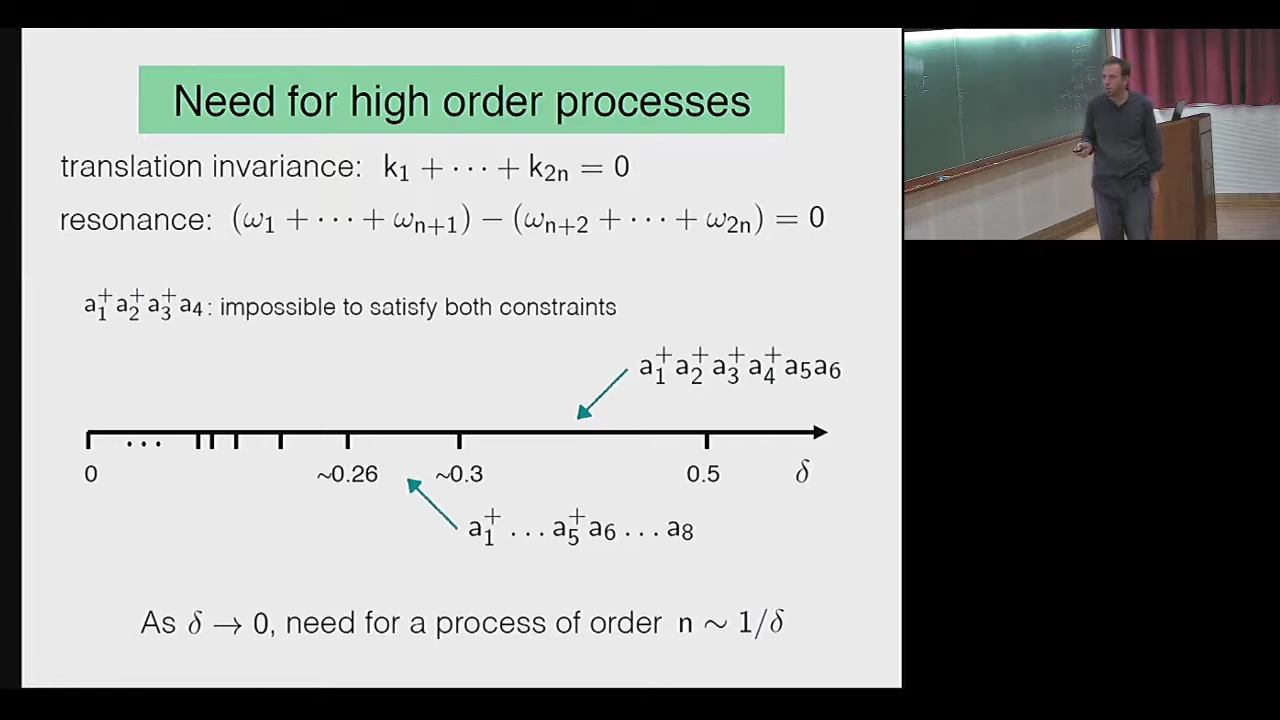 Need for high order processes
translation invariance: k₁ + ⋯ + k₂ₙ = 0
resonance: (ω₁ + ⋯ + ωₙ₊₁) − (ωₙ₊₂ + ⋯ + ω₂ₙ) = 0
a₁⁺a₂⁺a₃⁺a₄ : impossible to satisfy both constraints
a₁⁺a₂⁺a₃⁺a₄⁺a₅a₆
0 ... ~0.26 ~0.3 0.5 δ
a₁⁺ ... a₅⁺a₆ ... a₈
As δ → 0, need for a process of order n ~ 1/δ